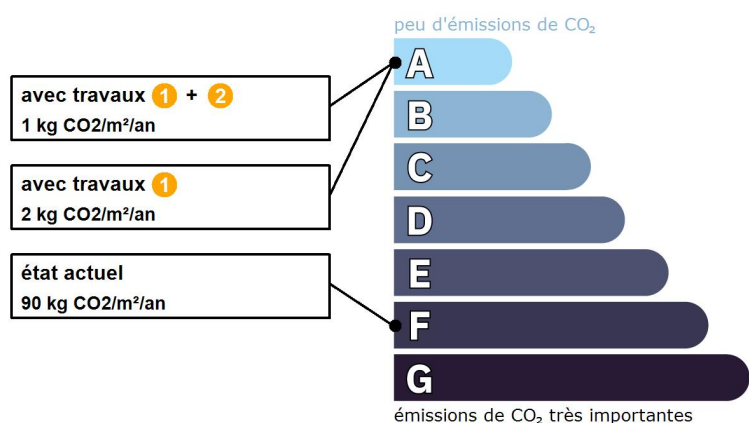 peu d'émissions de CO₂
A
avec travaux 1 + 2
1 kg CO2/m²/an
B
C
avec travaux 1
2 kg CO2/m²/an
D
état actuel
90 kg CO2/m²/an
E
F
G
émissions de CO₂ très importantes